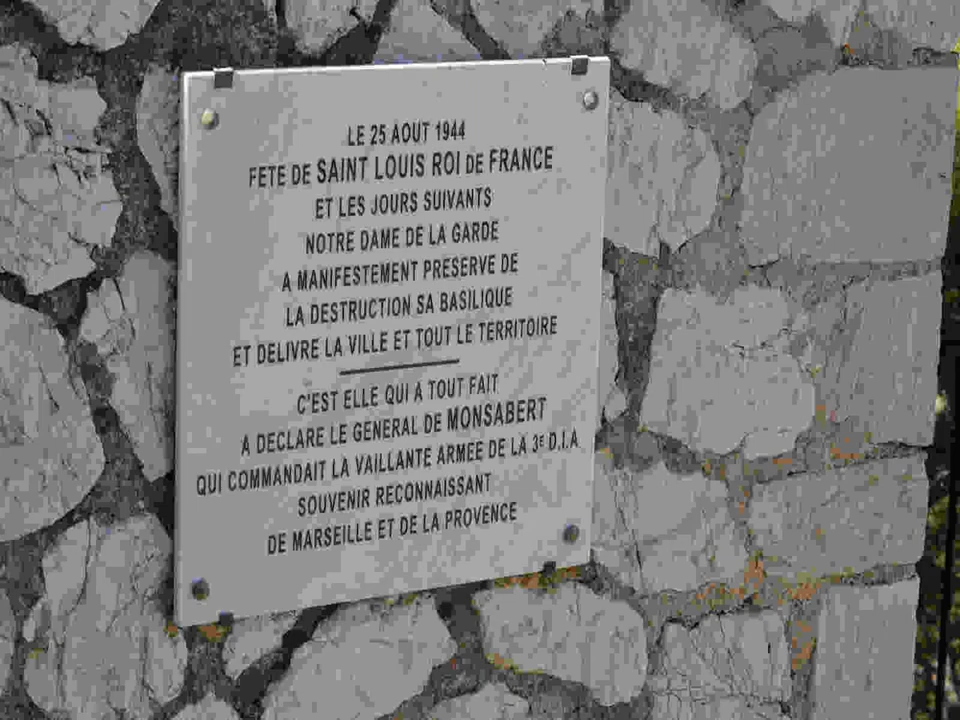 LE 25 AOUT 1944
FETE DE SAINT LOUIS ROI DE FRANCE
ET LES JOURS SUIVANTS
NOTRE DAME DE LA GARDE
A MANIFESTEMENT PRESERVE DE
LA DESTRUCTION SA BASILIQUE
ET DELIVRE LA VILLE ET TOUT LE TERRITOIRE
C'EST ELLE QUI A TOUT FAIT
A DECLARE LE GENERAL DE MONSABERT
QUI COMMANDAIT LA VAILLANTE ARMEE DE LA 3E D.I.A
SOUVENIR RECONNAISSANT
DE MARSEILLE ET DE LA PROVENCE